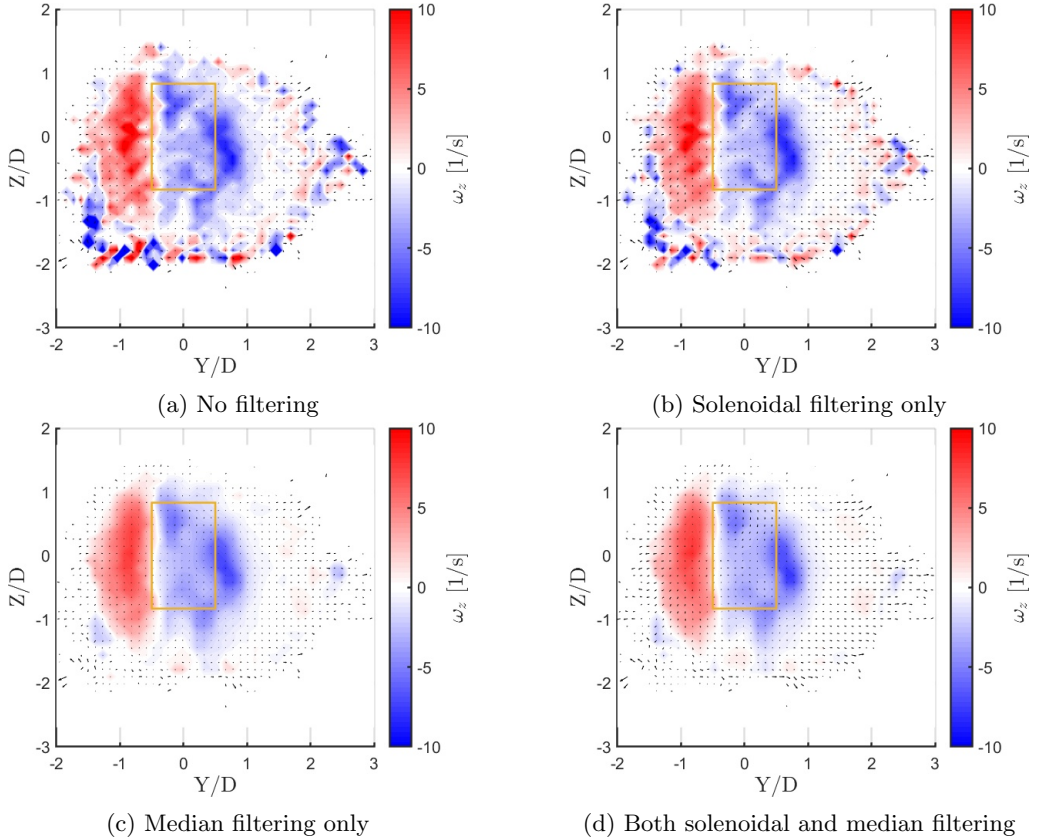 2
1
0
-1
-2
-3
Z/D
-2 -1 0 1 2 3
Y/D
10
5
0
-5
-10
ω_z [1/s]
(a) No filtering
2
1
0
-1
-2
-3
Z/D
-2 -1 0 1 2 3
Y/D
10
5
0
-5
-10
ω_z [1/s]
(b) Solenoidal filtering only
2
1
0
-1
-2
-3
Z/D
-2 -1 0 1 2 3
Y/D
10
5
0
-5
-10
ω_z [1/s]
(c) Median filtering only
2
1
0
-1
-2
-3
Z/D
-2 -1 0 1 2 3
Y/D
10
5
0
-5
-10
ω_z [1/s]
(d) Both solenoidal and median filtering